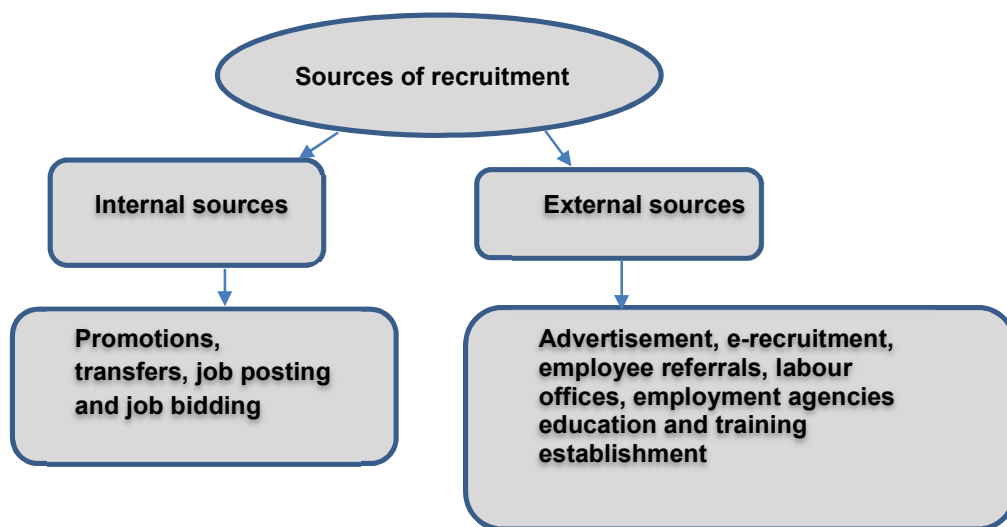 Sources of recruitment
Internal sources
External sources
Promotions,
transfers, job posting
and job bidding
Advertisement, e-recruitment,
employee referrals, labour
offices, employment agencies
education and training
establishment